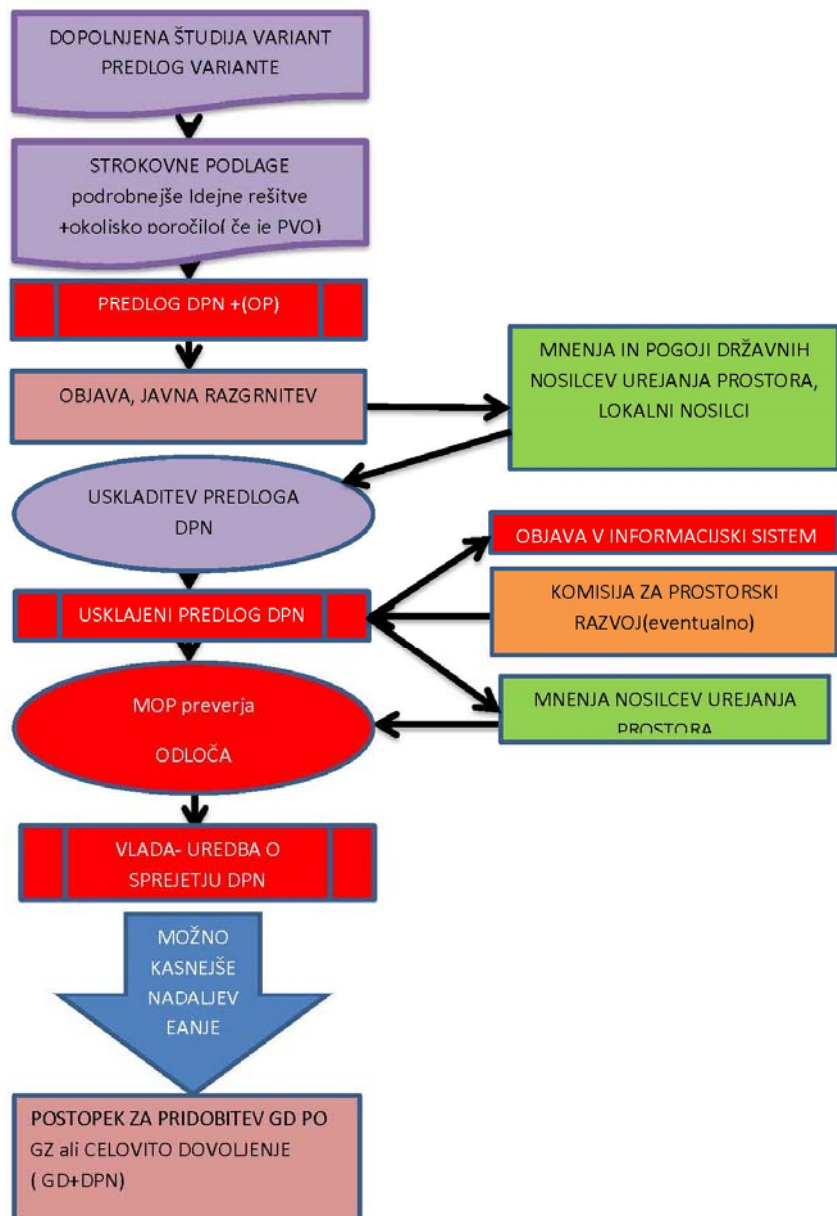 DOPOLNJENA ŠTUDIJA VARIANT
PREDLOG VARIANTE
STROKOVNE PODLAGE
podrobnejše Idejne rešitve
+okoljsko poročilo( če je PVO)
PREDLOG DPN +(OP)
OBJAVA, JAVNA RAZGRNITEV
MNENJA IN POGOJI DRŽAVNIH
NOSILCEV UREJANJA PROSTORA,
LOKALNI NOSILCI
USKLADITEV PREDLOGA
DPN
OBJAVA V INFORMACIJSKI SISTEM
USKLAJENI PREDLOG DPN
KOMISIJA ZA PROSTORSKI
RAZVOJ(eventualno)
MOP preverja
ODLOČA
MNENJA NOSILCEV UREJANJA
PROSTORA
VLADA- UREDBA O
SPREJETJU DPN
MOŽNO
KASNEJŠE
NADALJEV
EANJE
POSTOPEK ZA PRIDOBITEV GD PO
GZ ali CELOVITO DOVOLJENJE
( GD+DPN)